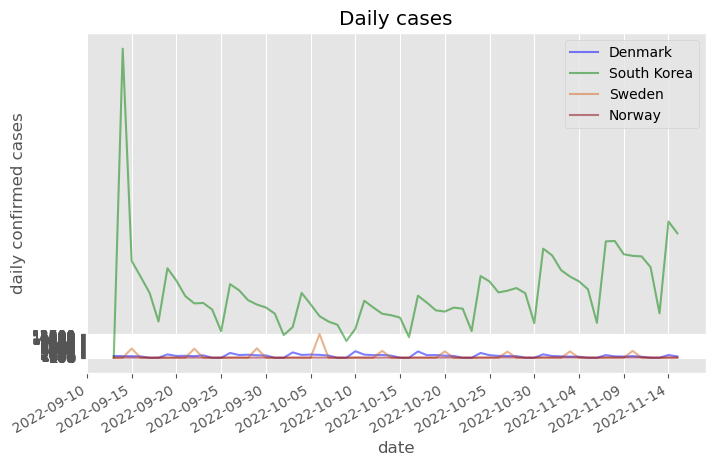 Daily cases
Denmark
South Korea
Sweden
Norway
daily confirmed cases
2022-09-10
2022-09-15
2022-09-20
2022-09-25
2022-09-30
2022-10-05
2022-10-10
2022-10-15
2022-10-20
2022-10-25
2022-10-30
2022-11-04
2022-11-09
2022-11-14
date